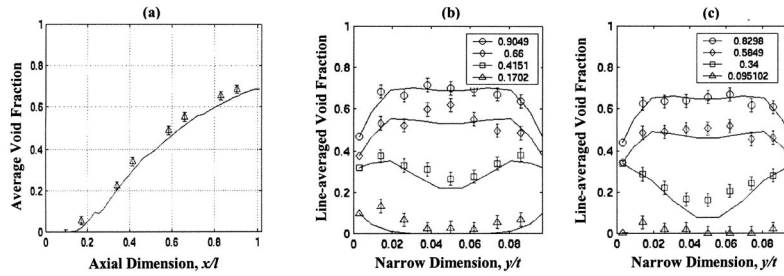 (a)
Average Void Fraction
1
0.8
0.6
0.4
0.2
0
0 0.2 0.4 0.6 0.8 1
Axial Dimension, x/l
(b)
Line-averaged Void Fraction
1
0.8
0.6
0.4
0.2
0
0.9049
0.66
0.4151
0.1702
0 0.02 0.04 0.06 0.08 0.1
Narrow Dimension, y/t
(c)
Line-averaged Void Fraction
1
0.8
0.6
0.4
0.2
0
0.8298
0.5849
0.34
0.095102
0 0.02 0.04 0.06 0.08 0.1
Narrow Dimension, y/t